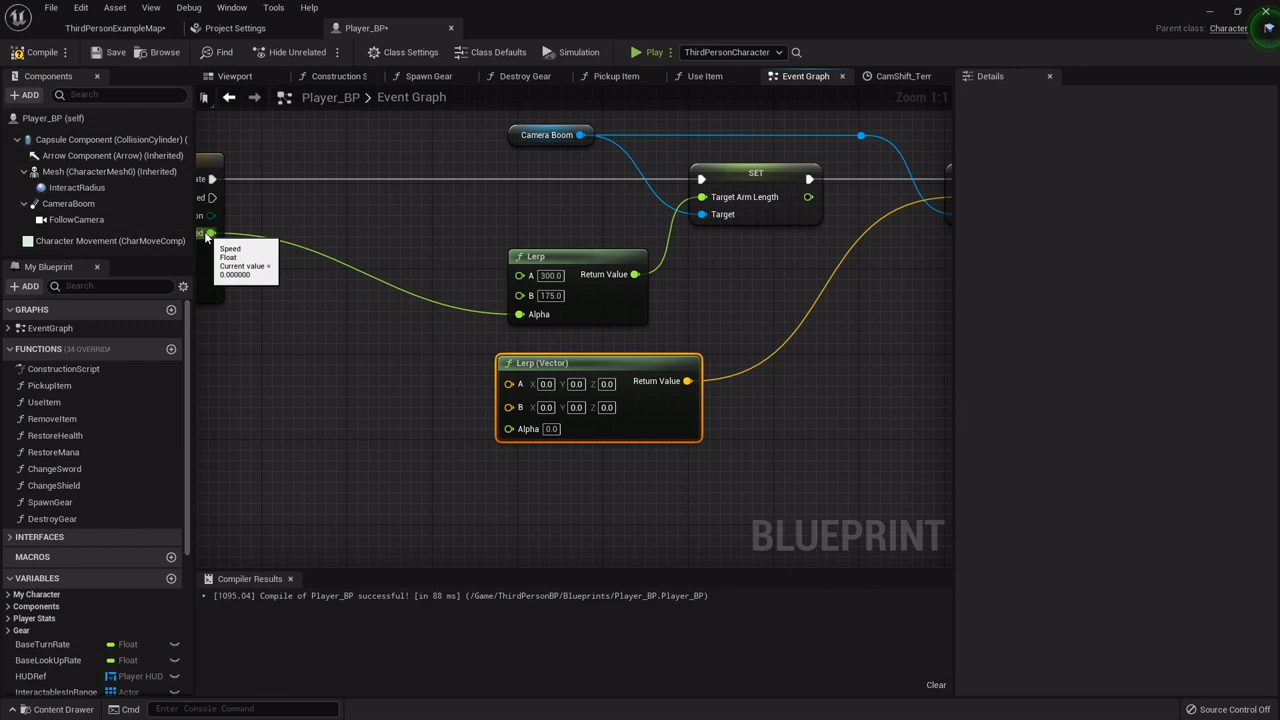 File Edit Asset View Debug Window Tools Help
ThirdPersonExampleMap* Project Settings Player_BP*
Parent class: Character
Compile Save Browse Find Hide Unrelated Class Settings Class Defaults Simulation Play ThirdPersonCharacter
Components Viewport Construction S Spawn Gear Destroy Gear Pickup Item Use Item Event Graph CamShift_Terr Details
ADD Search
Player_BP > Event Graph
Zoom 1:1
Player_BP (self)
Capsule Component (CollisionCylinder) (
Arrow Component (Arrow) (Inherited)
Mesh (CharacterMesh0) (Inherited)
InteractRadius
CameraBoom
FollowCamera
Character Movement (CharMoveComp)
Camera Boom
SET
Target Arm Length
Target
Speed
Float
Current value =
0.000000
Lerp
A 300.0 Return Value
B 175.0
Alpha
Lerp (Vector)
A X 0.0 Y 0.0 Z 0.0 Return Value
B X 0.0 Y 0.0 Z 0.0
Alpha 0.0
BLUEPRINT
My Blueprint
ADD Search
GRAPHS
EventGraph
FUNCTIONS (34 OVERRIDA
ConstructionScript
PickupItem
UseItem
RemoveItem
RestoreHealth
RestoreMana
ChangeSword
ChangeShield
SpawnGear
DestroyGear
INTERFACES
MACROS
VARIABLES
My Character
Components
Player Stats
Gear
BaseTurnRate Float
BaseLookUpRate Float
HUDRef Player HUD
InteractablesInRange Actor
Compiler Results
[1095.04] Compile of Player_BP successful! [in 88 ms] (/Game/ThirdPersonBP/Blueprints/Player_BP.Player_BP)
Clear
Content Drawer Cmd Enter Console Command Source Control Off